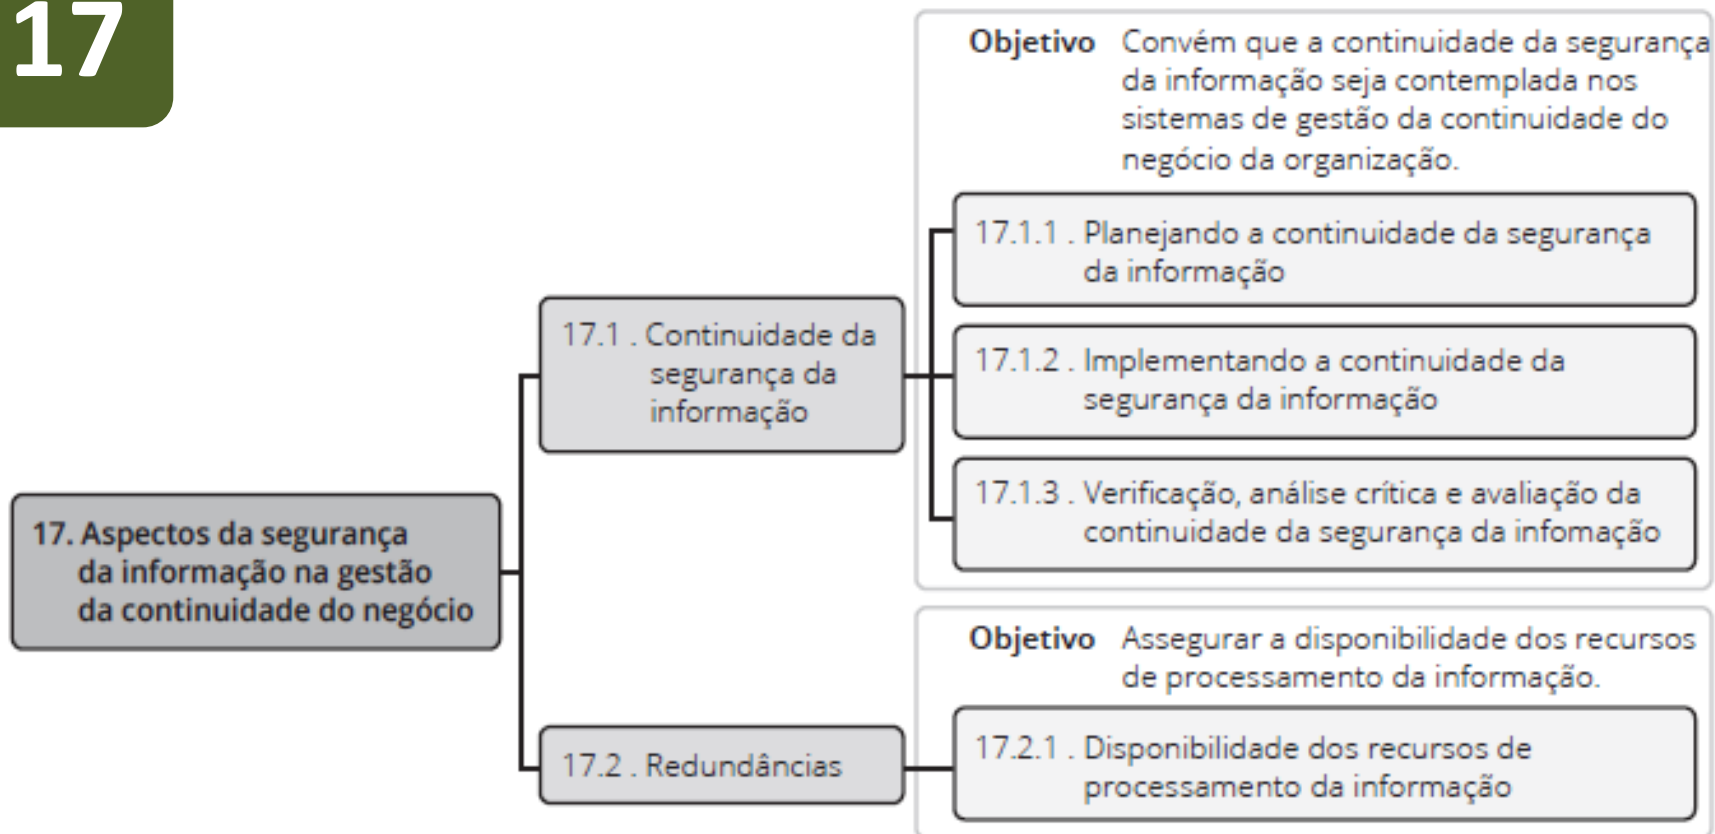 17
Objetivo Convém que a continuidade da segurança
da informação seja contemplada nos
sistemas de gestão da continuidade do
negócio da organização.
17.1.1 . Planejando a continuidade da segurança
da informação
17.1 . Continuidade da
segurança da
informação
17.1.2 . Implementando a continuidade da
segurança da informação
17.1.3 . Verificação, análise crítica e avaliação da
continuidade da segurança da infomação
17. Aspectos da segurança
da informação na gestão
da continuidade do negócio
Objetivo Assegurar a disponibilidade dos recursos
de processamento da informação.
17.2 . Redundâncias
17.2.1 . Disponibilidade dos recursos de
processamento da informação